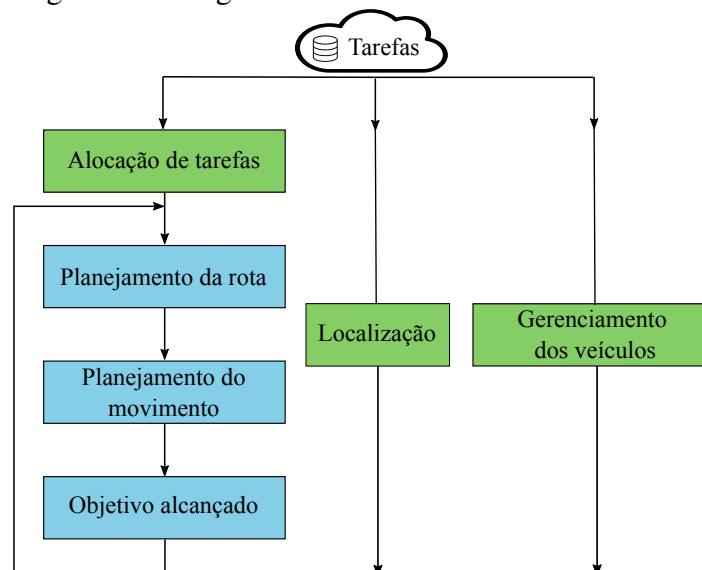 Tarefas
Alocação de tarefas
Planejamento da rota
Localização
Gerenciamento
dos veículos
Planejamento do
movimento
Objetivo alcançado